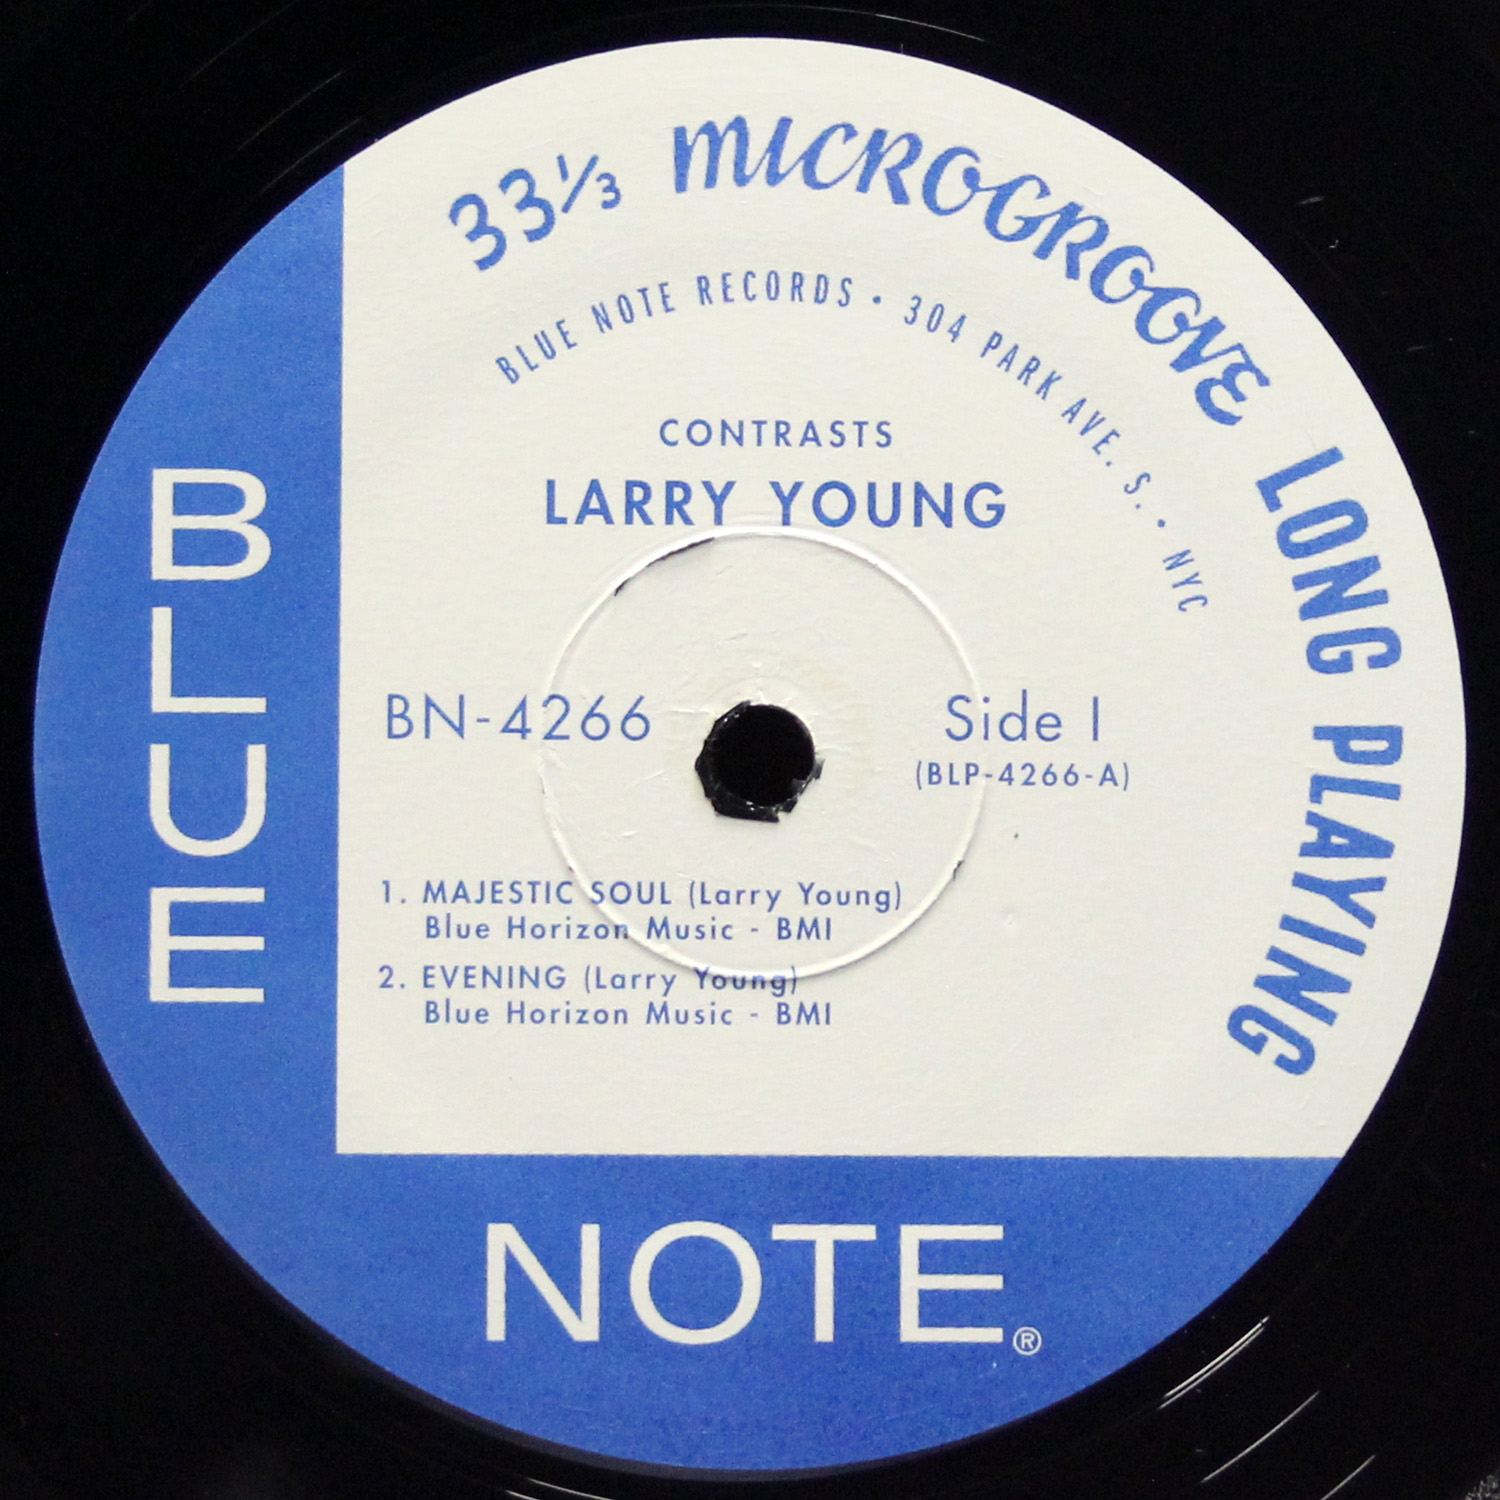 33⅓ MICROGROOVE LONG PLAYING
BLUE NOTE RECORDS • 304 PARK AVE. S. • NYC
CONTRASTS
LARRY YOUNG
BN-4266
Side I
(BLP-4266-A)
1. MAJESTIC SOUL (Larry Young)
Blue Horizon Music - BMI
2. EVENING (Larry Young)
Blue Horizon Music - BMI
BLUE
NOTE®